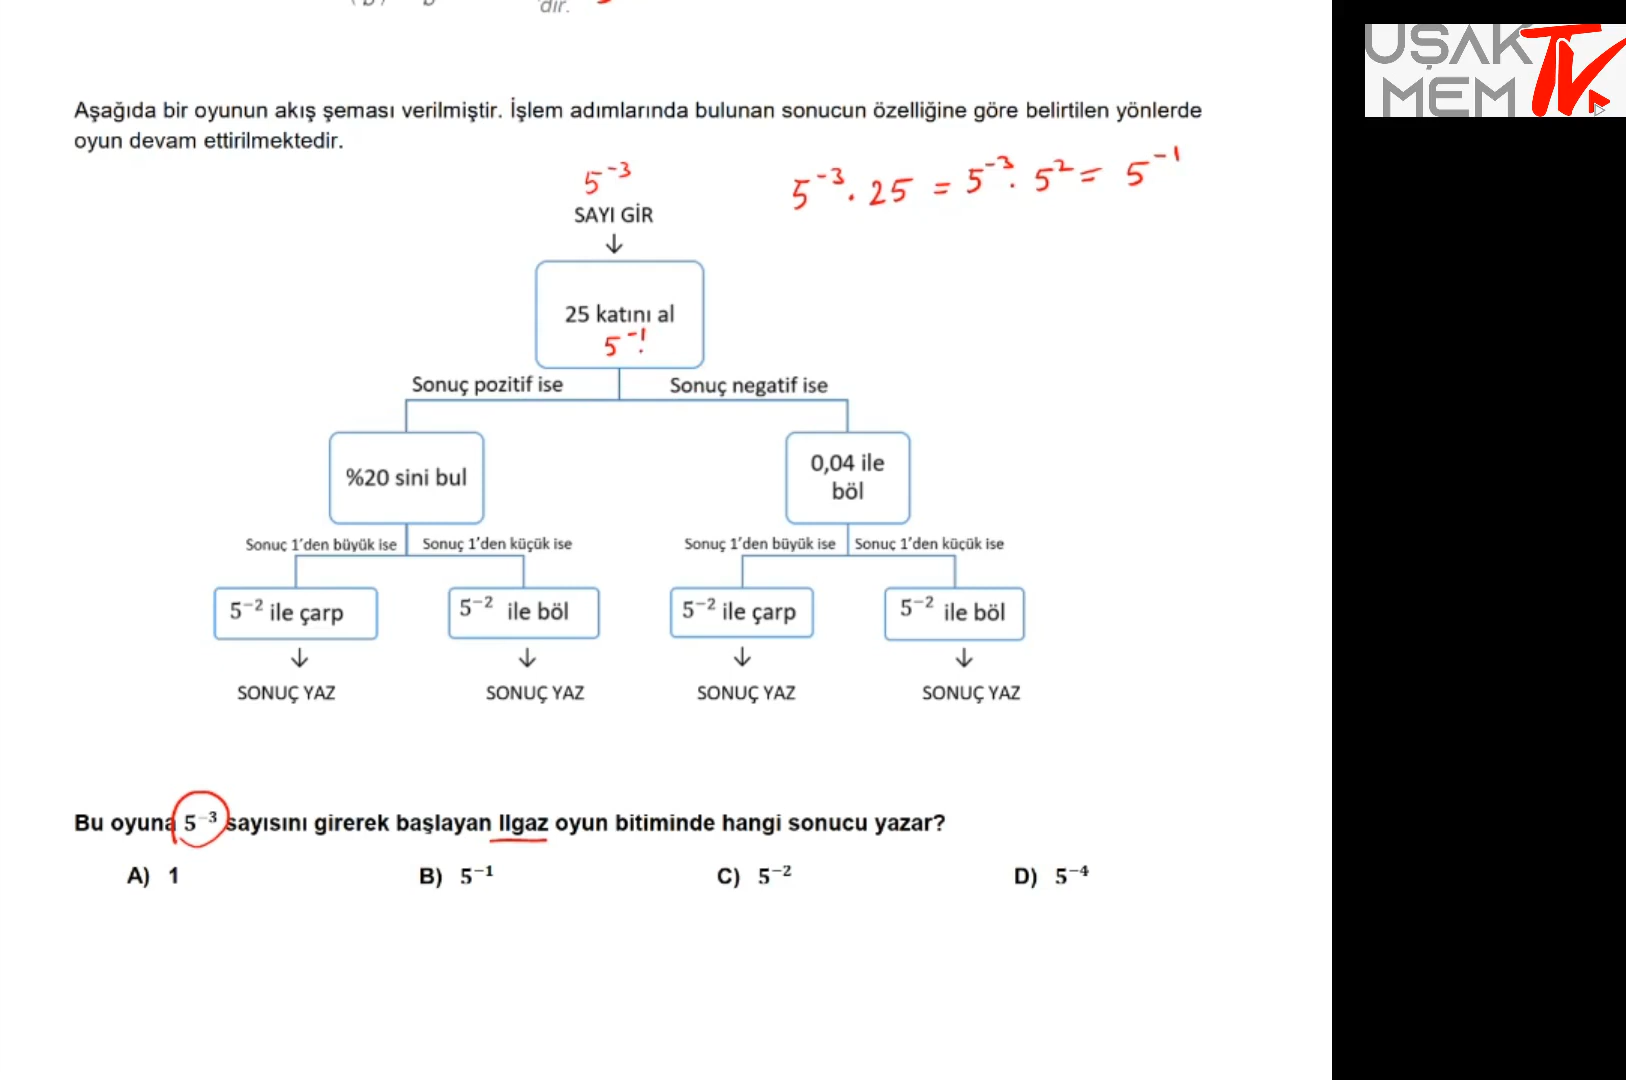 dir.
UŞAK TV
MEM
Aşağıda bir oyunun akış şeması verilmiştir. İşlem adımlarında bulunan sonucun özelliğine göre belirtilen yönlerde
oyun devam ettirilmektedir.
5⁻³
5⁻³ . 25 = 5⁻³ . 5² = 5⁻¹
SAYI GİR
↓
25 katını al
5⁻¹
Sonuç pozitif ise
Sonuç negatif ise
%20 sini bul
0,04 ile
böl
Sonuç 1'den büyük ise
Sonuç 1'den küçük ise
Sonuç 1'den büyük ise
Sonuç 1'den küçük ise
5⁻² ile çarp
5⁻² ile böl
5⁻² ile çarp
5⁻² ile böl
↓ ↓ ↓ ↓
SONUÇ YAZ
SONUÇ YAZ
SONUÇ YAZ
SONUÇ YAZ
Bu oyuna 5⁻³ sayısını girerek başlayan Ilgaz oyun bitiminde hangi sonucu yazar?
A) 1 B) 5⁻¹ C) 5⁻² D) 5⁻⁴